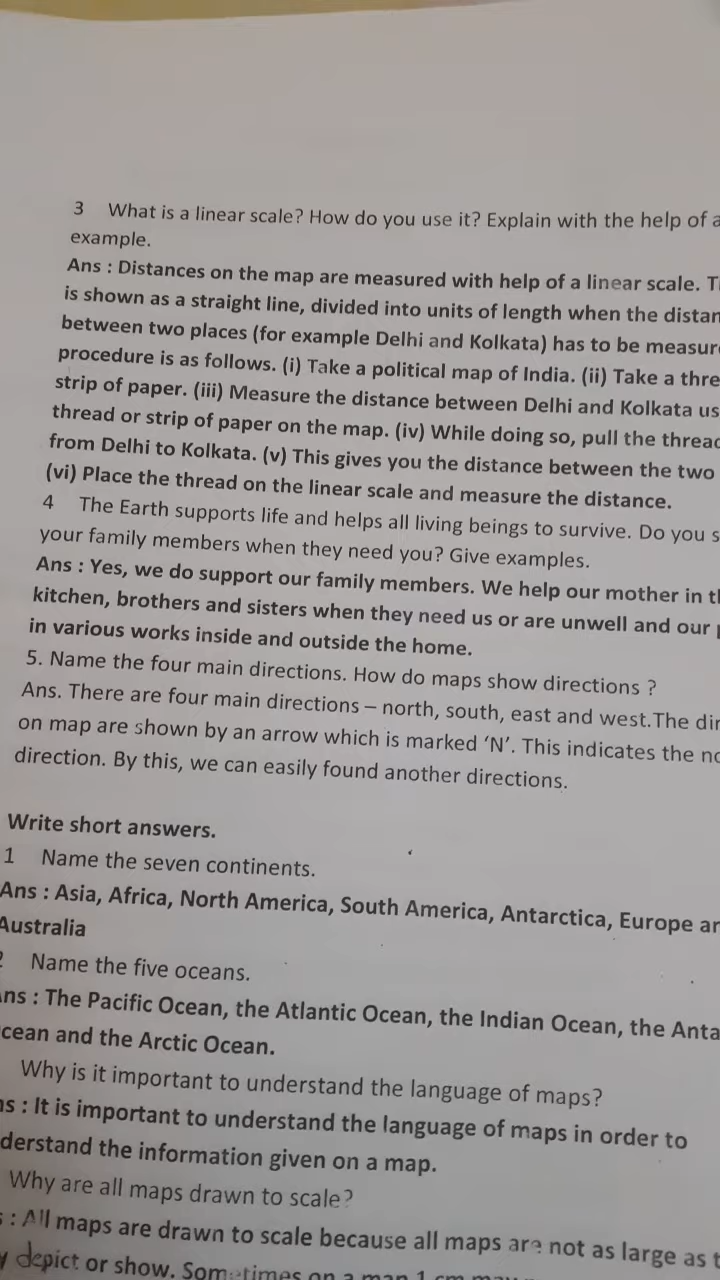 3 What is a linear scale? How do you use it? Explain with the help of a
example.
Ans : Distances on the map are measured with help of a linear scale.
is shown as a straight line, divided into units of length when the
between two places (for example Delhi and Kolkata) has to be
procedure is as follows. (i) Take a political map of India. (ii) Take a
strip of paper. (iii) Measure the distance between Delhi and Kolkata
thread or strip of paper on the map. (iv) While doing so, pull the
from Delhi to Kolkata. (v) This gives you the distance between the two
(vi) Place the thread on the linear scale and measure the distance.
4 The Earth supports life and helps all living beings to survive. Do you
your family members when they need you? Give examples.
Ans : Yes, we do support our family members. We help our mother in
kitchen, brothers and sisters when they need us or are unwell and our
in various works inside and outside the home.
5. Name the four main directions. How do maps show directions ?
Ans. There are four main directions – north, south, east and west.The
on map are shown by an arrow which is marked ‘N’. This indicates the
direction. By this, we can easily found another directions.
Write short answers.
1 Name the seven continents.
Ans : Asia, Africa, North America, South America, Antarctica, Europe
Australia
Name the five oceans.
: The Pacific Ocean, the Atlantic Ocean, the Indian Ocean, the
and the Arctic Ocean.
Why is it important to understand the language of maps?
: It is important to understand the language of maps in order to
the information given on a map.
Why are all maps drawn to scale?
: All maps are drawn to scale because all maps are not as large as
depict or show. Sometimes on a map 1 cm